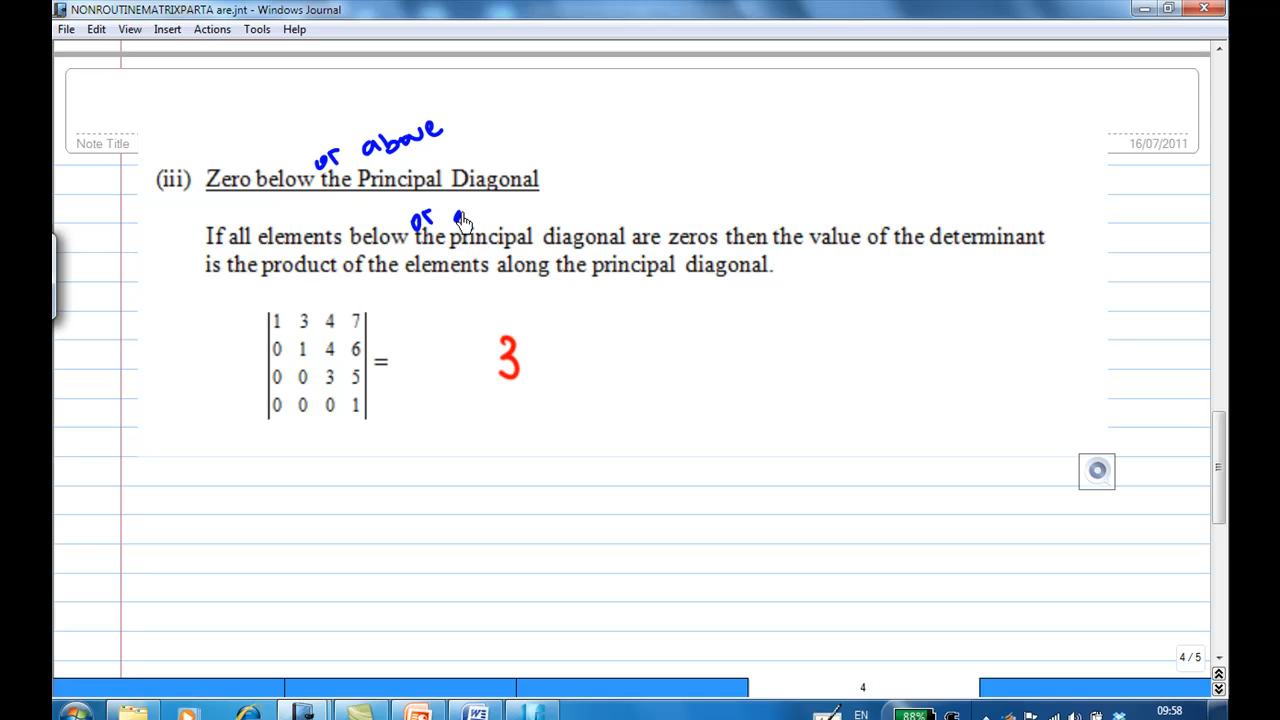 NONROUTINEMATRIXPARTA are.jnt - Windows Journal
File Edit View Insert Actions Tools Help
or above
Note Title
16/07/2011
(iii) Zero below the Principal Diagonal
or
If all elements below the principal diagonal are zeros then the value of the determinant
is the product of the elements along the principal diagonal.
1 3 4 7
0 1 4 6
= 3
0 0 3 5
0 0 0 1
4 / 5
4
EN
88%
09:58